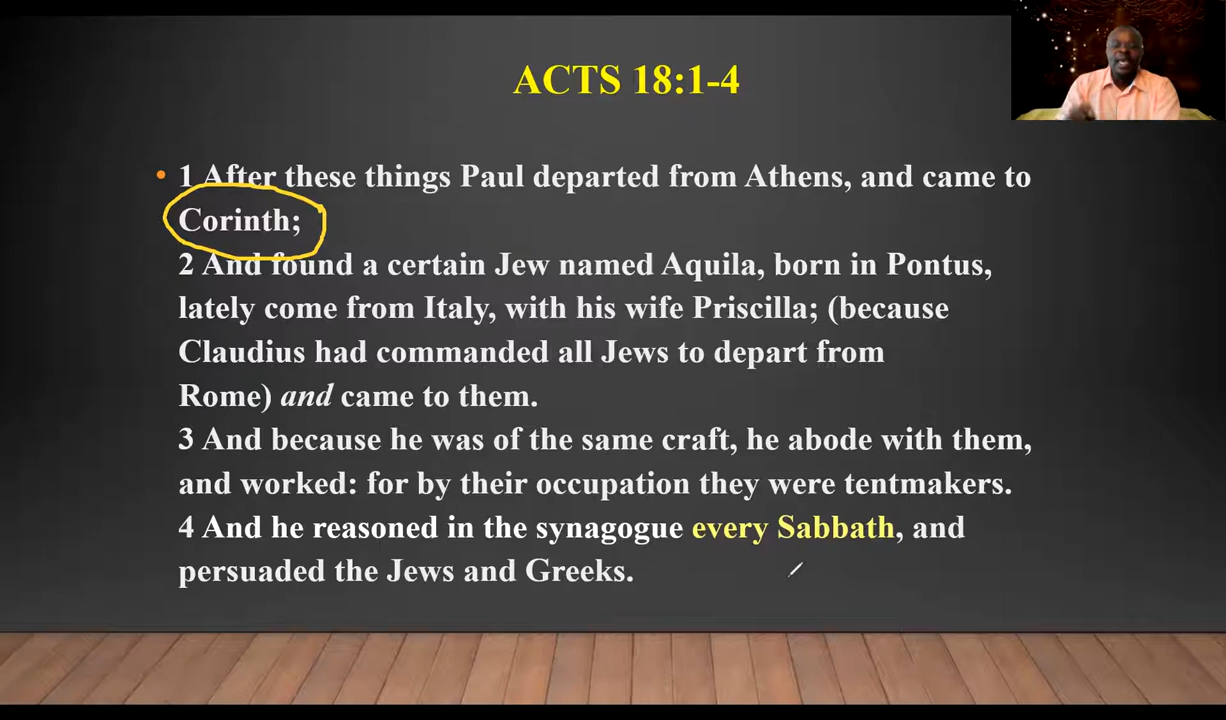 ACTS 18:1-4
• 1 After these things Paul departed from Athens, and came to
Corinth;
2 And found a certain Jew named Aquila, born in Pontus,
lately come from Italy, with his wife Priscilla; (because
Claudius had commanded all Jews to depart from
Rome) and came to them.
3 And because he was of the same craft, he abode with them,
and worked: for by their occupation they were tentmakers.
4 And he reasoned in the synagogue every Sabbath, and
persuaded the Jews and Greeks.